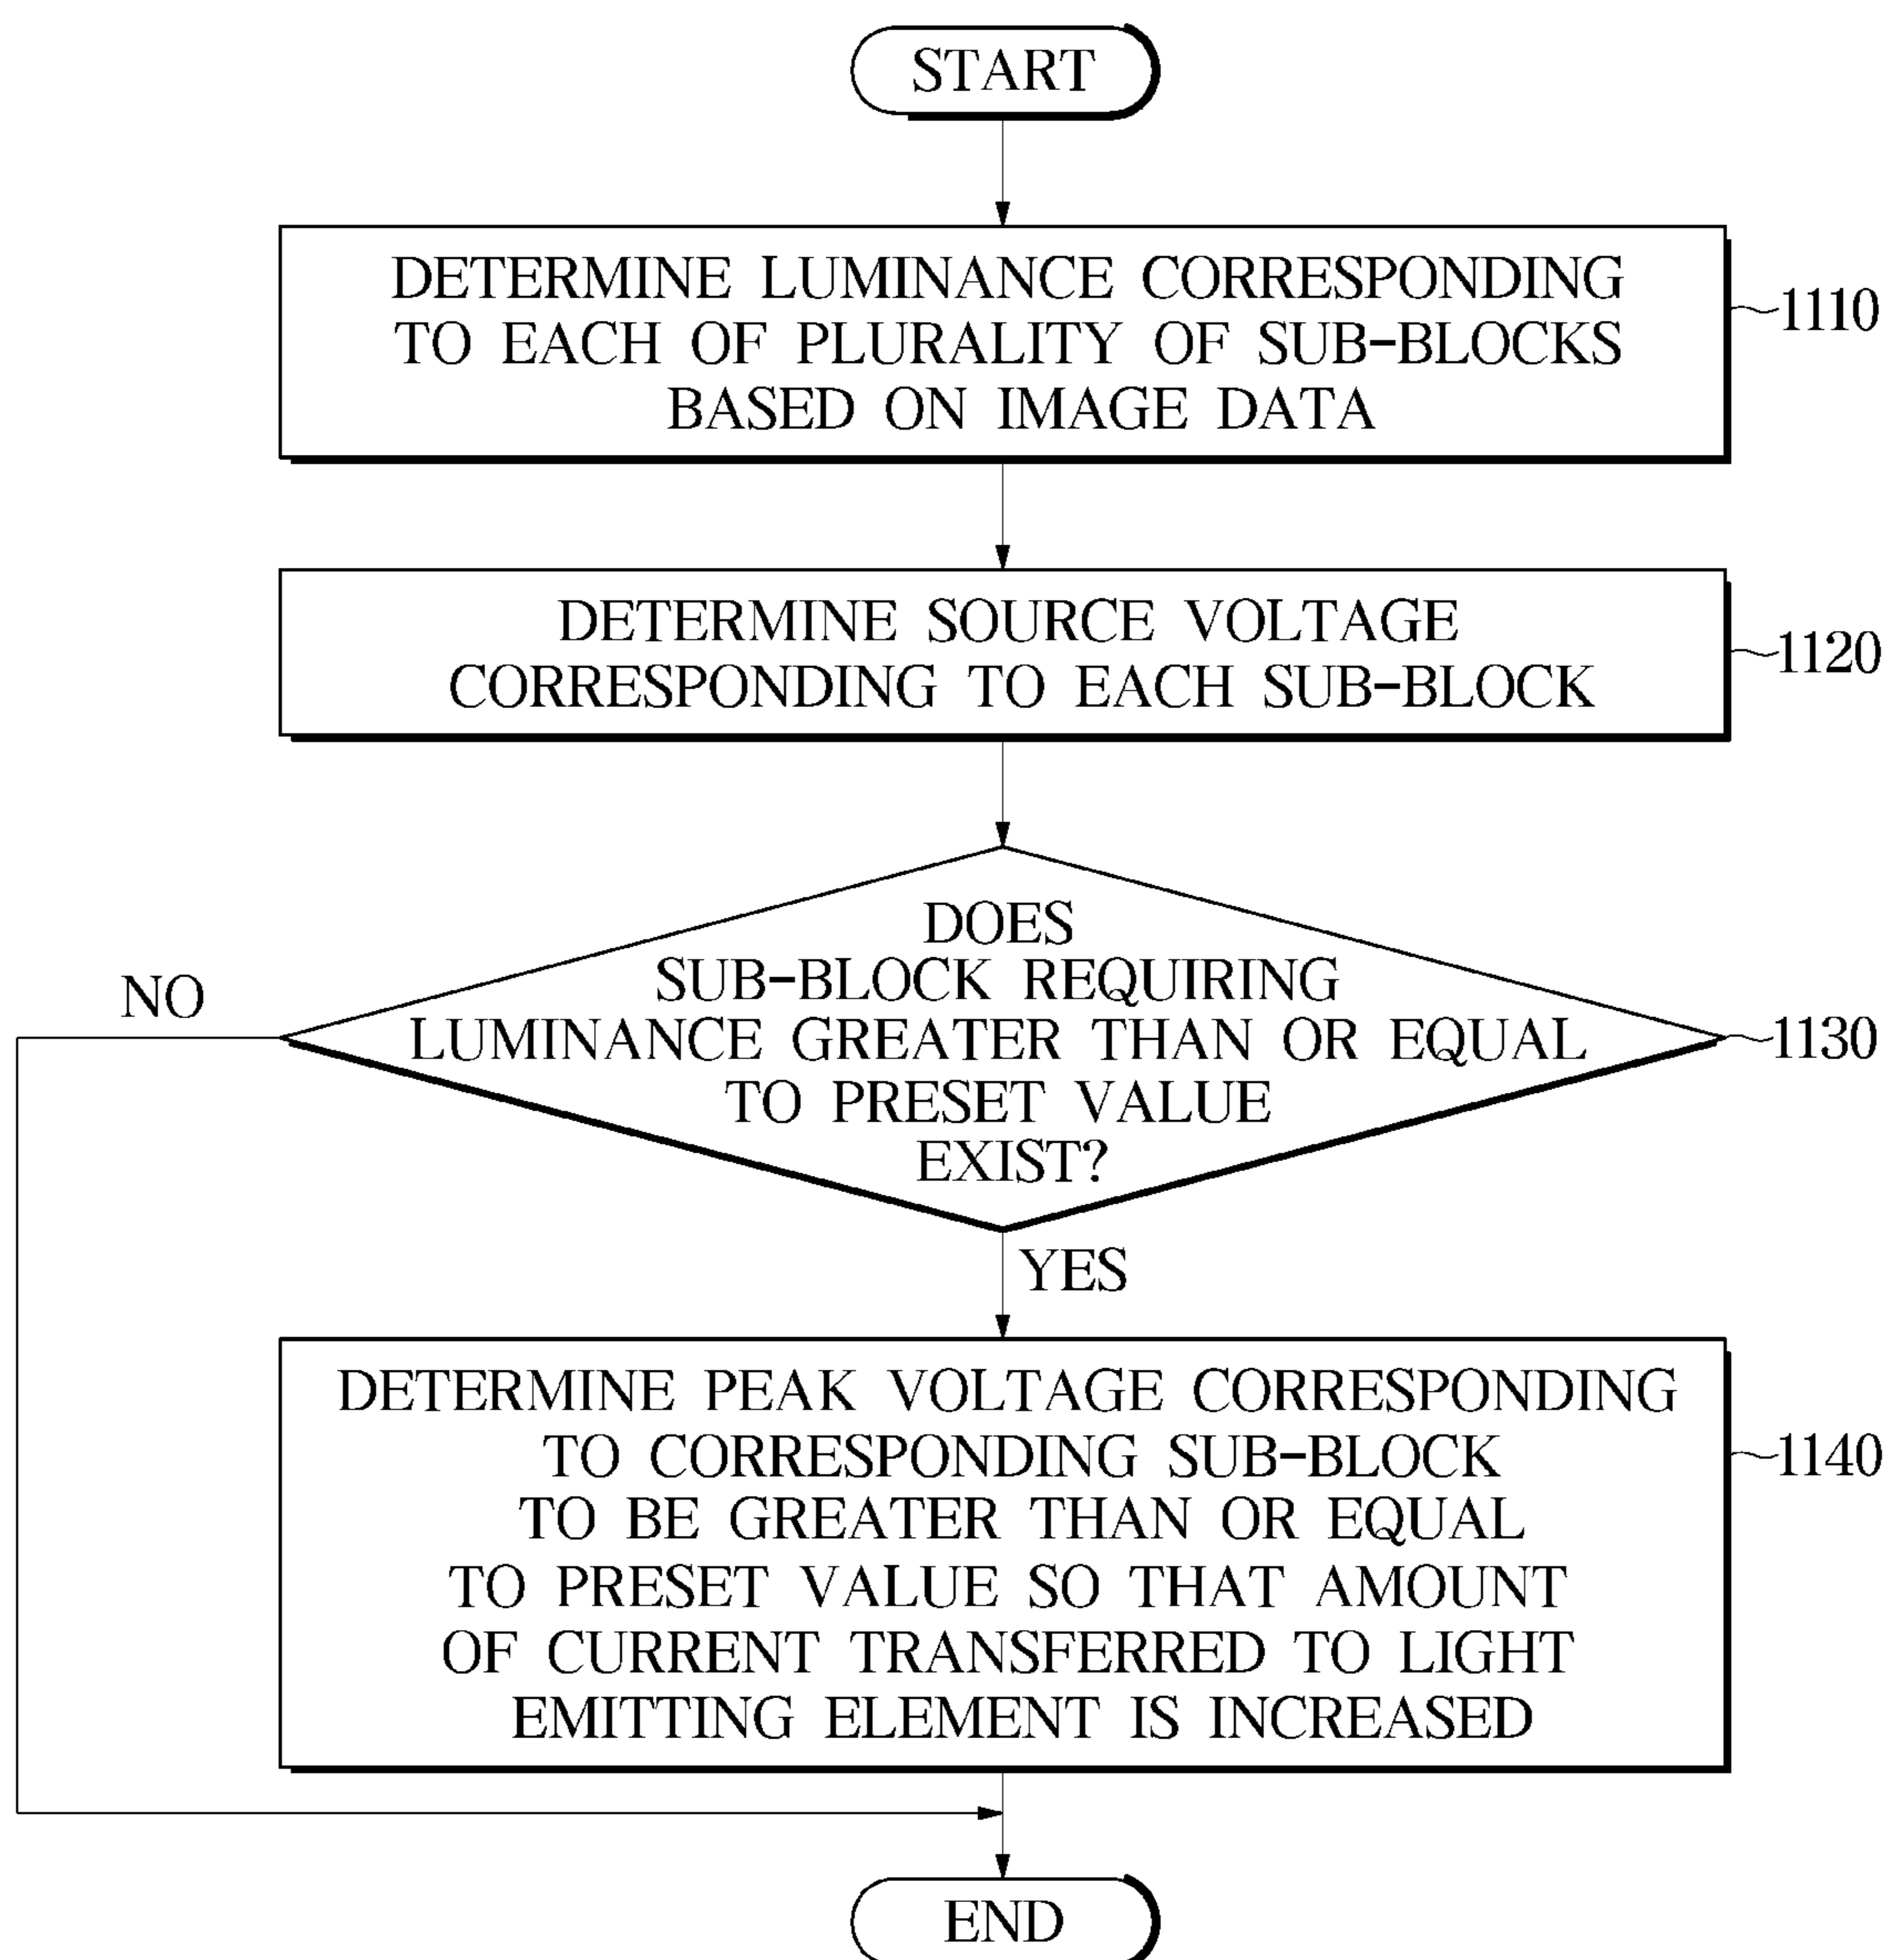 START
DETERMINE LUMINANCE CORRESPONDING
TO EACH OF PLURALITY OF SUB-BLOCKS
BASED ON IMAGE DATA
1110
DETERMINE SOURCE VOLTAGE
CORRESPONDING TO EACH SUB-BLOCK
1120
DOES
SUB-BLOCK REQUIRING
LUMINANCE GREATER THAN OR EQUAL
TO PRESET VALUE
EXIST?
1130
NO
YES
DETERMINE PEAK VOLTAGE CORRESPONDING
TO CORRESPONDING SUB-BLOCK
TO BE GREATER THAN OR EQUAL
TO PRESET VALUE SO THAT AMOUNT
OF CURRENT TRANSFERRED TO LIGHT
EMITTING ELEMENT IS INCREASED
1140
END